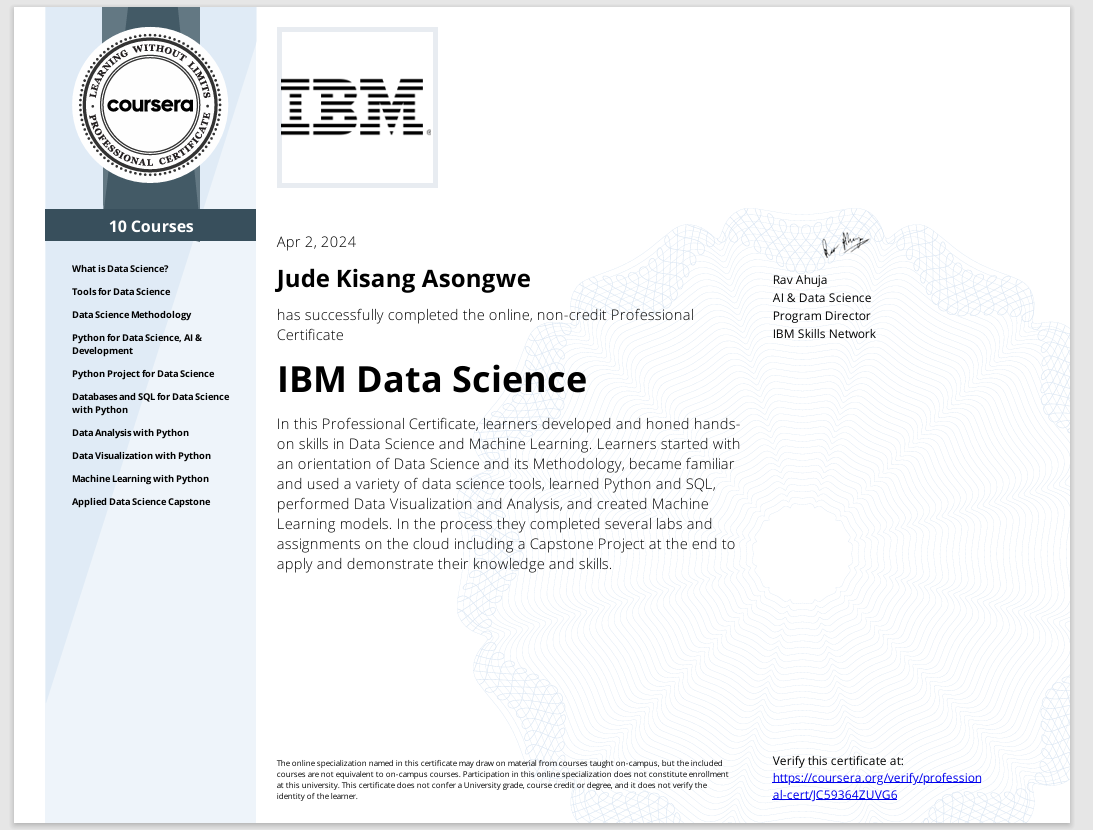 LEARNING WITHOUT LIMITS
coursera
PROFESSIONAL CERTIFICATE
IBM
®
10 Courses
What is Data Science?
Tools for Data Science
Data Science Methodology
Python for Data Science, AI &
Development
Python Project for Data Science
Databases and SQL for Data Science
with Python
Data Analysis with Python
Data Visualization with Python
Machine Learning with Python
Applied Data Science Capstone
Apr 2, 2024
Jude Kisang Asongwe
has successfully completed the online, non-credit Professional
Certificate
IBM Data Science
In this Professional Certificate, learners developed and honed hands-
on skills in Data Science and Machine Learning. Learners started with
an orientation of Data Science and its Methodology, became familiar
and used a variety of data science tools, learned Python and SQL,
performed Data Visualization and Analysis, and created Machine
Learning models. In the process they completed several labs and
assignments on the cloud including a Capstone Project at the end to
apply and demonstrate their knowledge and skills.
Rav Ahuja
Rav Ahuja
AI & Data Science
Program Director
IBM Skills Network
The online specialization named in this certificate may draw on material from courses taught on-campus, but the included
courses are not equivalent to on-campus courses. Participation in this online specialization does not constitute enrollment
at this university. This certificate does not confer a University grade, course credit or degree, and it does not verify the
identity of the learner.
Verify this certificate at:
https://coursera.org/verify/profession
al-cert/JC59364ZUVG6